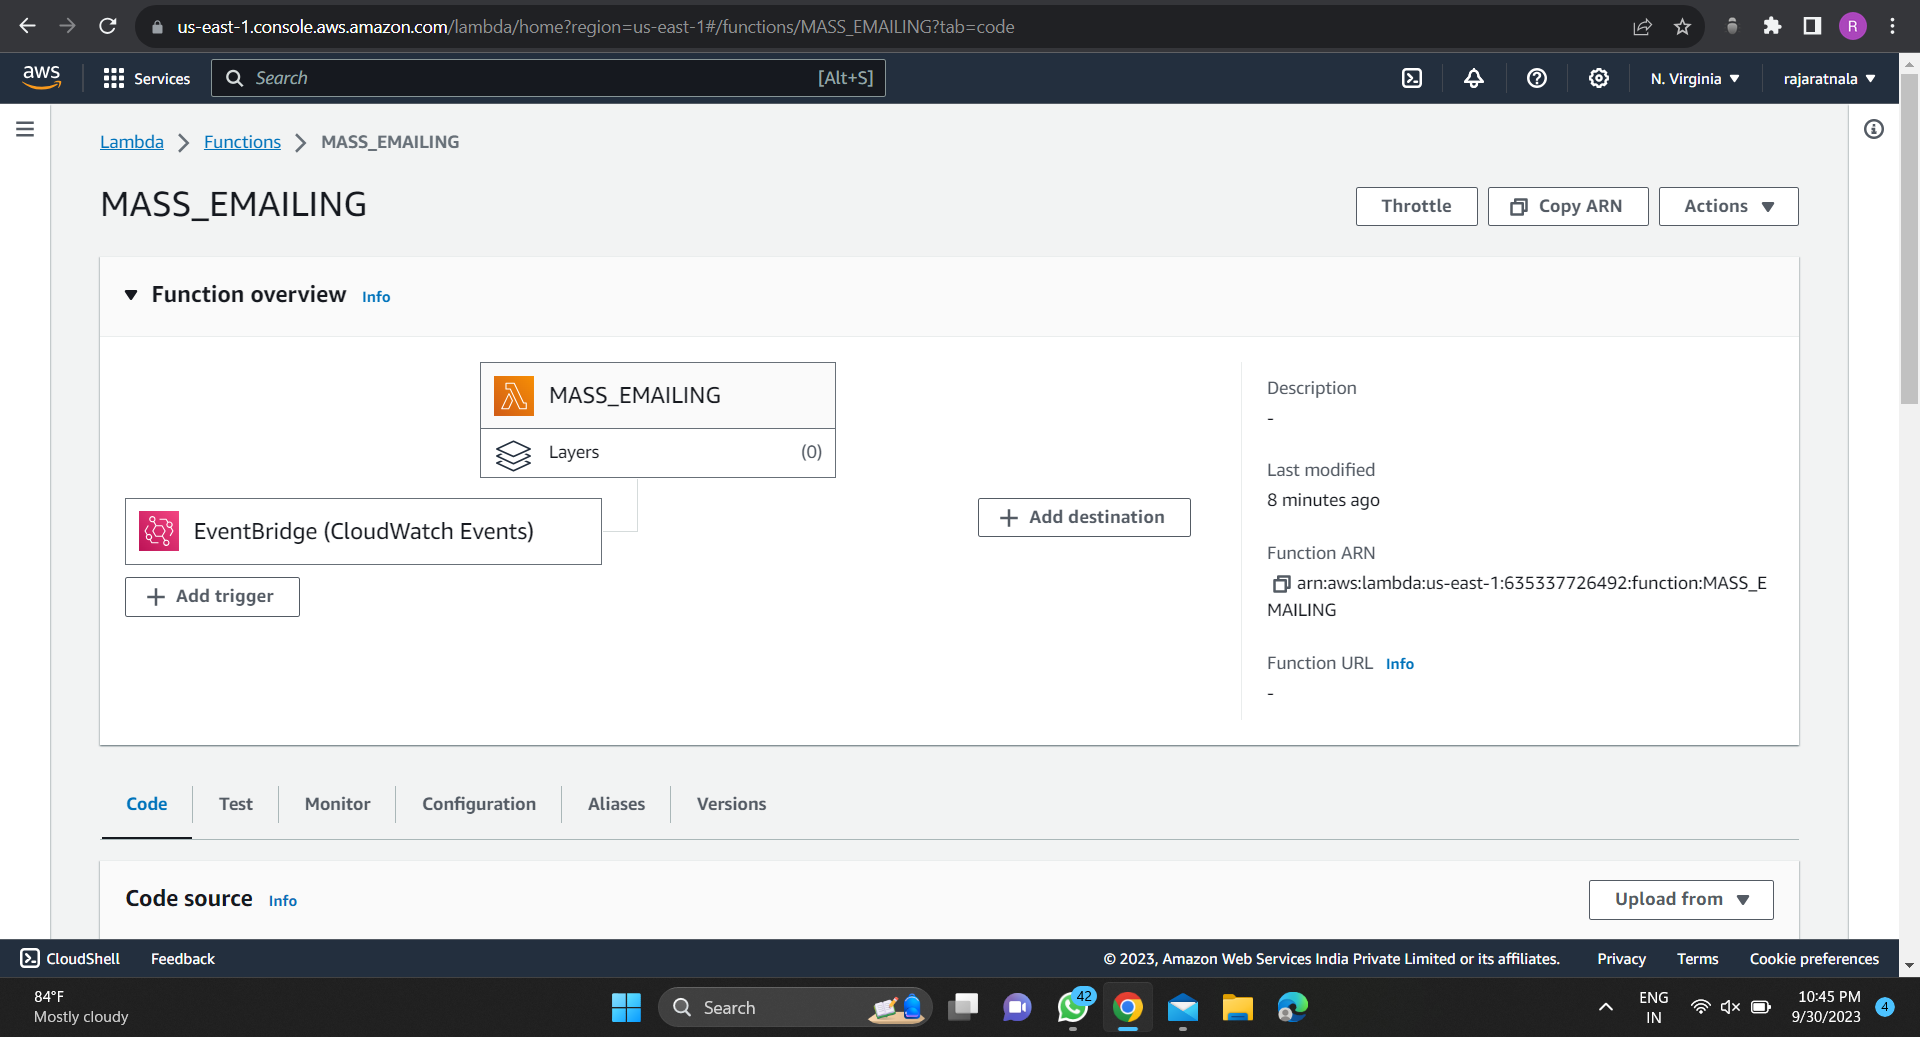 us-east-1.console.aws.amazon.com/lambda/home?region=us-east-1#/functions/MASS_EMAILING?tab=code
R
aws
Services
Search
[Alt+S]
N. Virginia
rajaratnala
Lambda
Functions
MASS_EMAILING
MASS_EMAILING
Throttle
Copy ARN
Actions
Function overview
Info
MASS_EMAILING
Layers
(0)
EventBridge (CloudWatch Events)
Add trigger
Add destination
Description
-
Last modified
8 minutes ago
Function ARN
arn:aws:lambda:us-east-1:635337726492:function:MASS_E
MAILING
Function URL
Info
-
Code
Test
Monitor
Configuration
Aliases
Versions
Code source
Info
Upload from
CloudShell
Feedback
© 2023, Amazon Web Services India Private Limited or its affiliates.
Privacy
Terms
Cookie preferences
84°F
Mostly cloudy
Search
42
ENG
IN
10:45 PM
9/30/2023
4